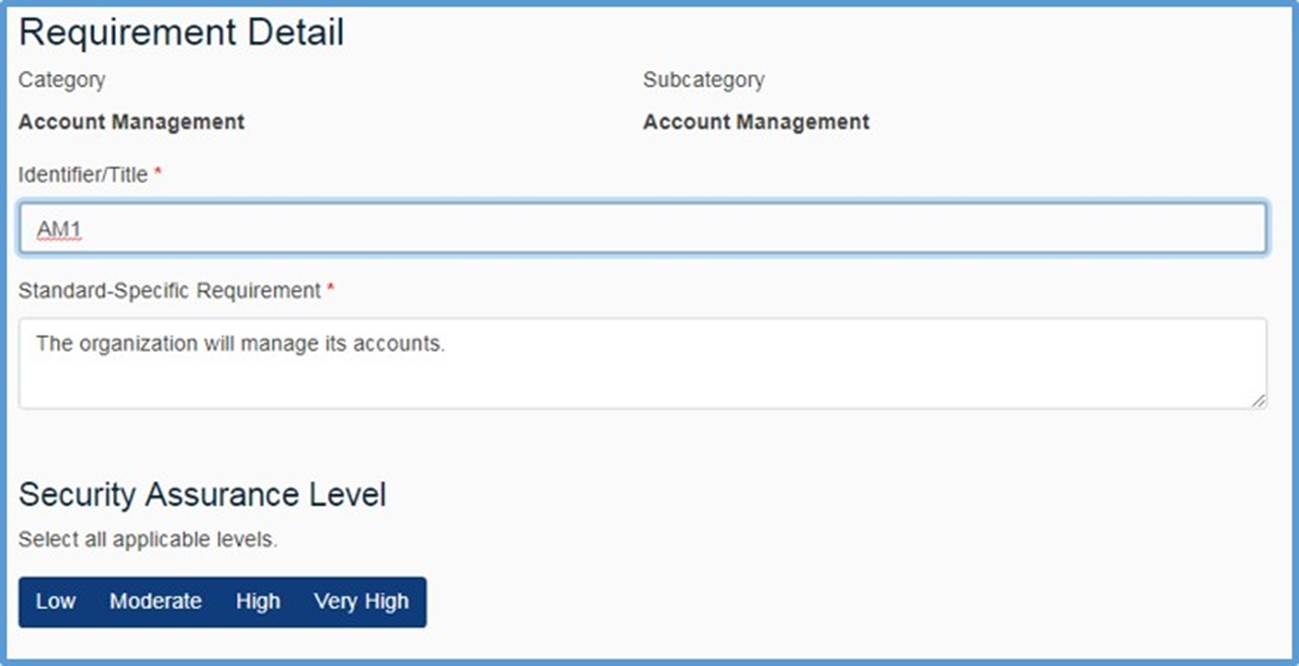 Requirement Detail
Category Subcategory
Account Management Account Management
Identifier/Title *
AM1
Standard-Specific Requirement *
The organization will manage its accounts.
Security Assurance Level
Select all applicable levels.
Low Moderate High Very High